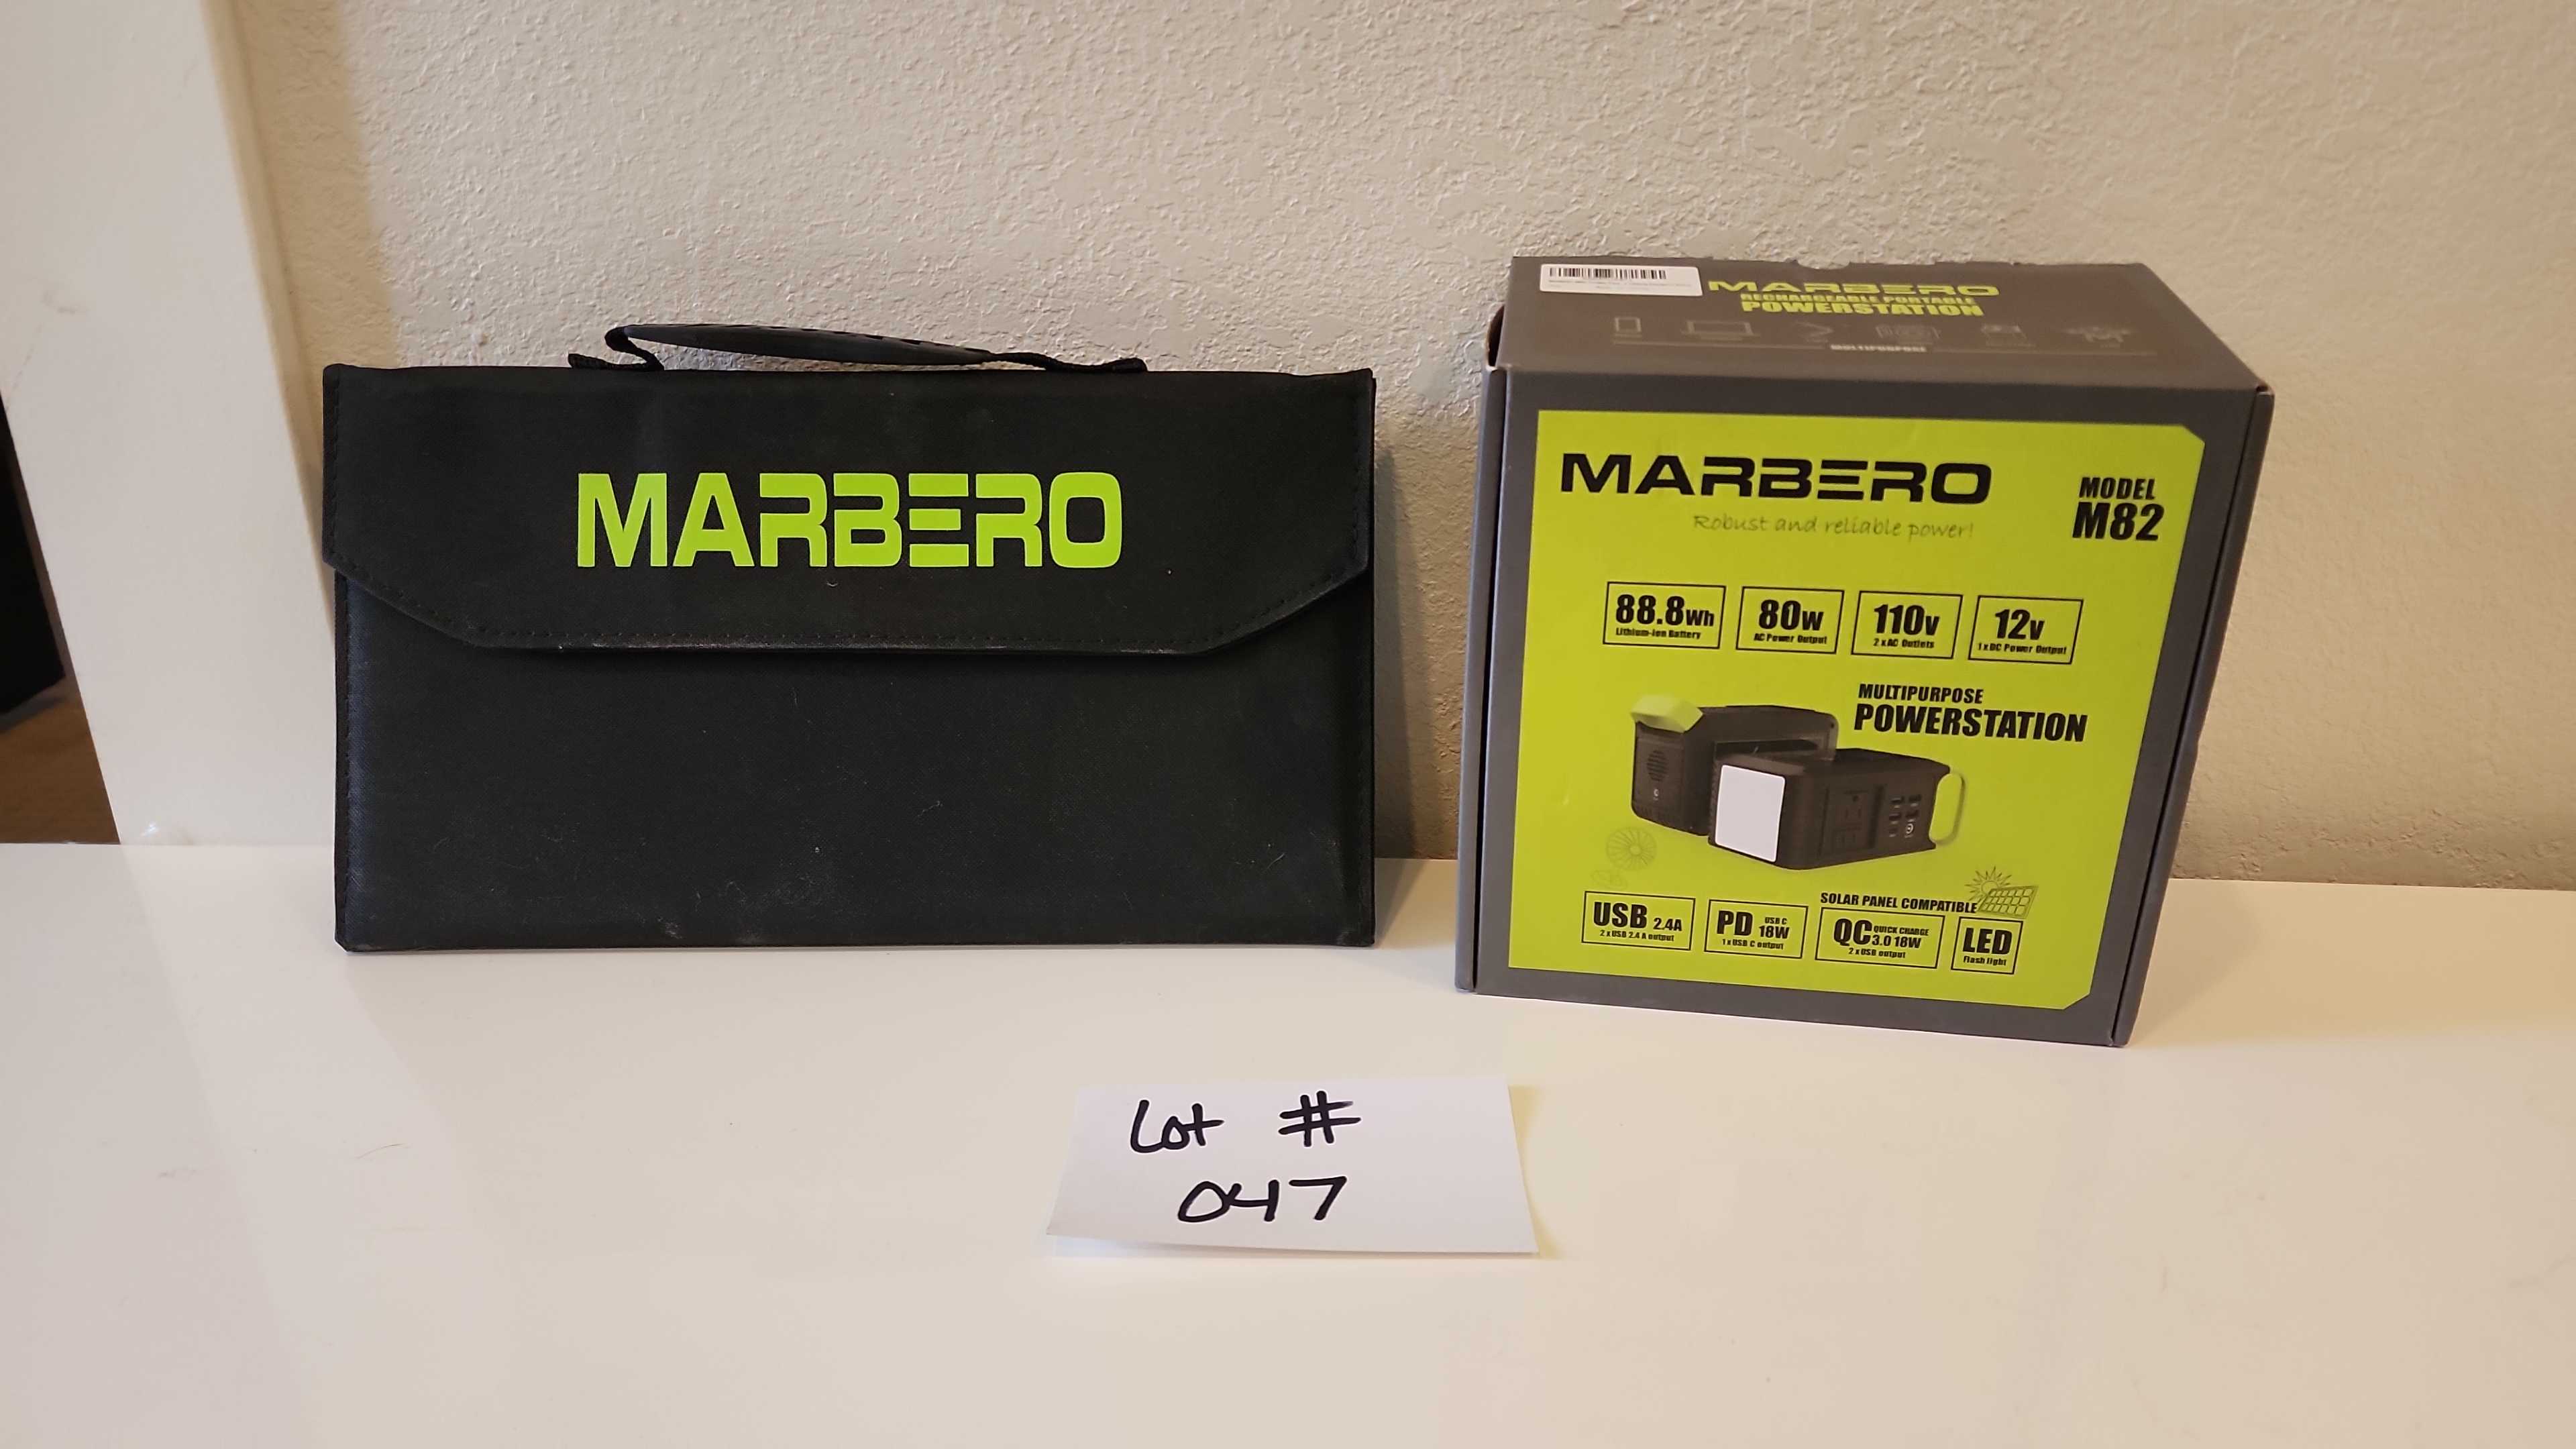 MARBERO
MARBERO
RECHARGEABLE PORTABLE
POWERSTATION
MULTIPURPOSE
MARBERO
Robust and reliable power!
MODEL
M82
88.8Wh
Lithium-ion Battery
80W
AC Power Output
110V
2 x AC Outlets
12V
1 x DC Power Output
MULTIPURPOSE
POWERSTATION
SOLAR PANEL COMPATIBLE
USB 2.4A
2 x USB 2.4 A output
PD USB C 18W
1 x USB C output
QC QUICK CHARGE 3.0 18W
2 x USB output
LED
Flash light
Lot #
047